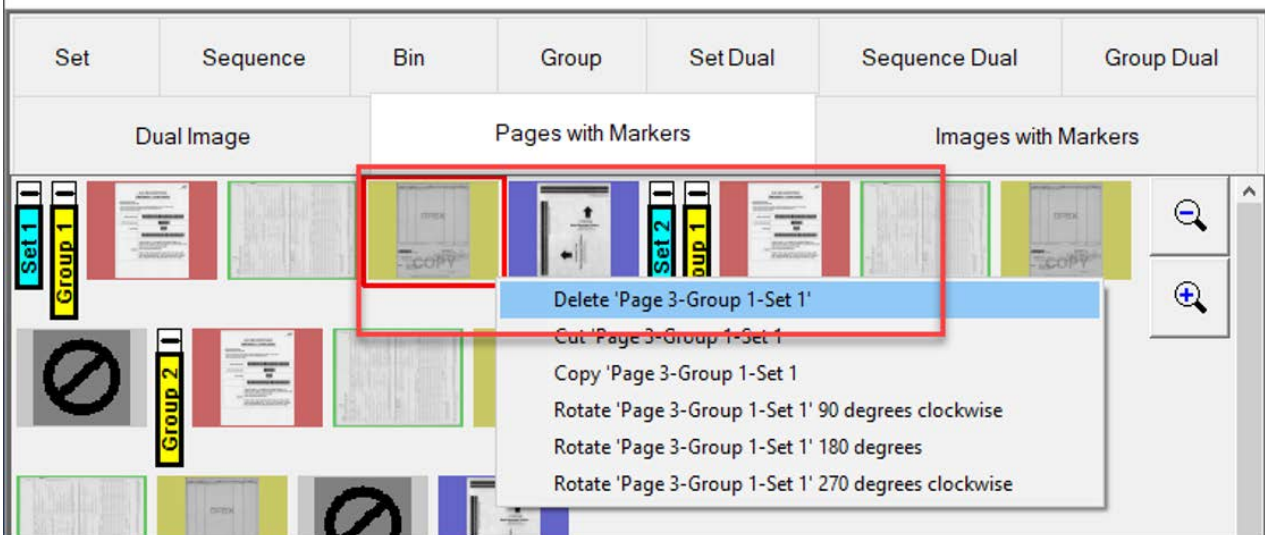 Set Sequence Bin Group Set Dual Sequence Dual Group Dual
Dual Image Pages with Markers Images with Markers
Set 1
Group 1
COPY
Set 2
oup 1
COPY
Delete 'Page 3-Group 1-Set 1'
Cut 'Page 3-Group 1-Set 1
Copy 'Page 3-Group 1-Set 1
Rotate 'Page 3-Group 1-Set 1' 90 degrees clockwise
Rotate 'Page 3-Group 1-Set 1' 180 degrees
Rotate 'Page 3-Group 1-Set 1' 270 degrees clockwise
Group 2